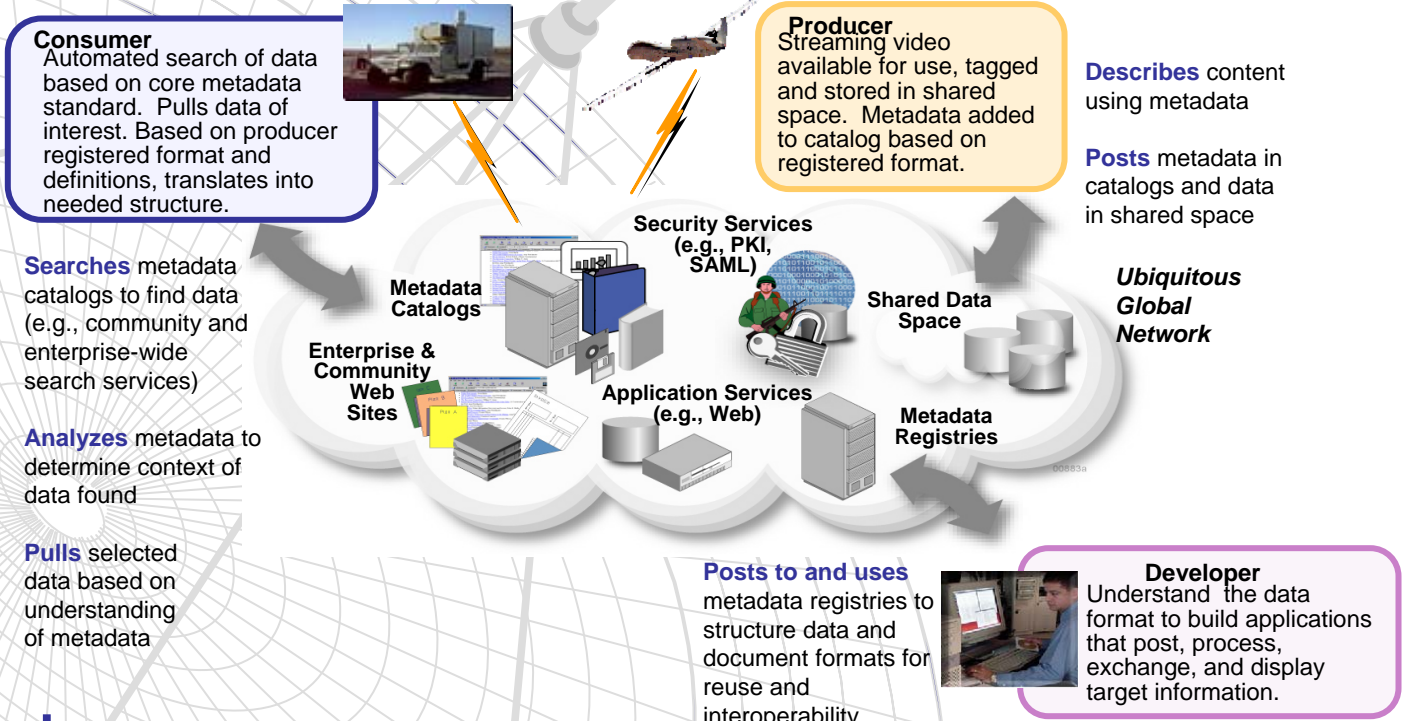 Consumer
Automated search of data
based on core metadata
standard. Pulls data of
interest. Based on producer
registered format and
definitions, translates into
needed structure.
Producer
Streaming video
available for use, tagged
and stored in shared
space. Metadata added
to catalog based on
registered format.
Describes content
using metadata
Posts metadata in
catalogs and data
in shared space
Ubiquitous
Global
Network
Searches metadata
catalogs to find data
(e.g., community and
enterprise-wide
search services)
Analyzes metadata to
determine context of
data found
Pulls selected
data based on
understanding
of metadata
Security Services
(e.g., PKI,
SAML)
Metadata
Catalogs
Shared Data
Space
Enterprise &
Community
Web
Sites
Plan B
Plan A
Application Services
(e.g., Web)
Metadata
Registries
00883a
Posts to and uses
metadata registries to
structure data and
document formats for
reuse and
interoperability
Developer
Understand the data
format to build applications
that post, process,
exchange, and display
target information.